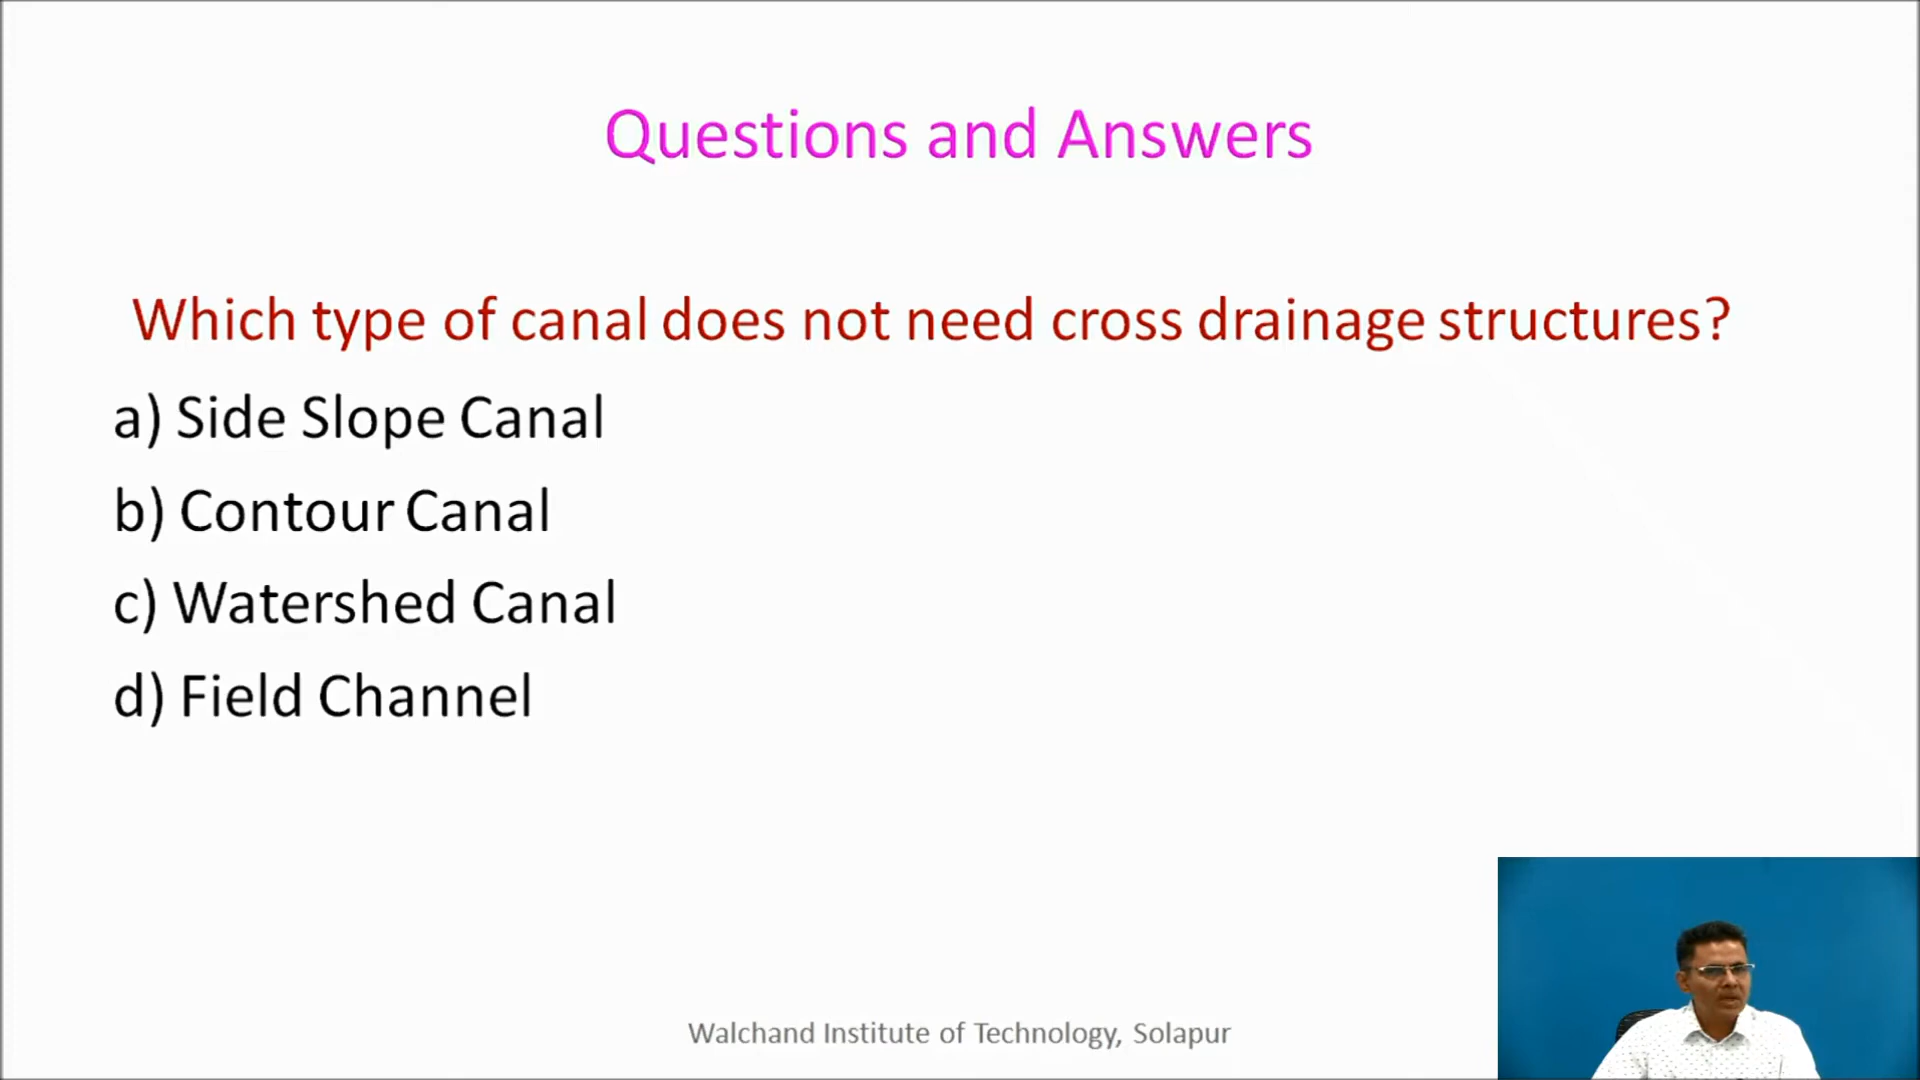 Questions and Answers
Which type of canal does not need cross drainage structures?
a) Side Slope Canal
b) Contour Canal
c) Watershed Canal
d) Field Channel
Walchand Institute of Technology, Solapur